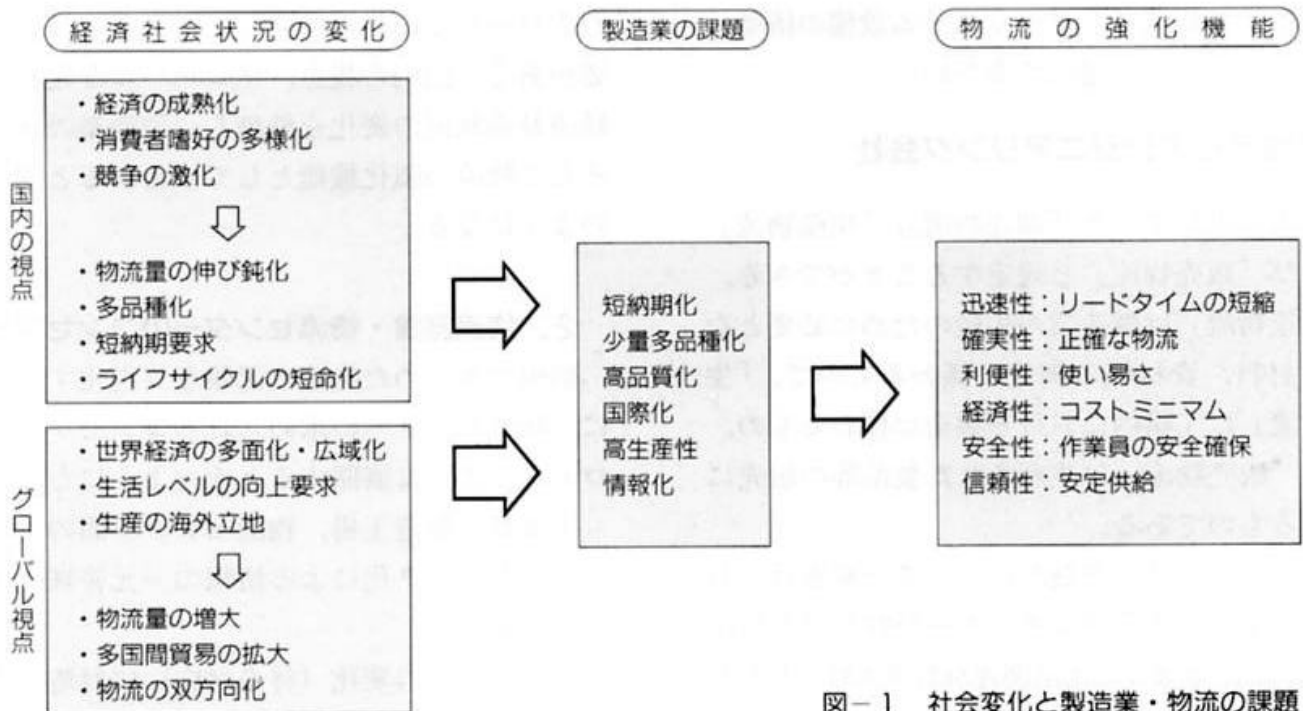 経済社会状況の変化
国内の視点
・経済の成熟化
・消費者嗜好の多様化
・競争の激化
・物流量の伸び鈍化
・多品種化
・短納期要求
・ライフサイクルの短命化
グローバル視点
・世界経済の多面化・広域化
・生活レベルの向上要求
・生産の海外立地
・物流量の増大
・多国間貿易の拡大
・物流の双方向化
製造業の課題
短納期化
少量多品種化
高品質化
国際化
高生産性
情報化
物流の強化機能
迅速性：リードタイムの短縮
確実性：正確な物流
利便性：使い易さ
経済性：コストミニマム
安全性：作業員の安全確保
信頼性：安定供給
図－1　社会変化と製造業・物流の課題